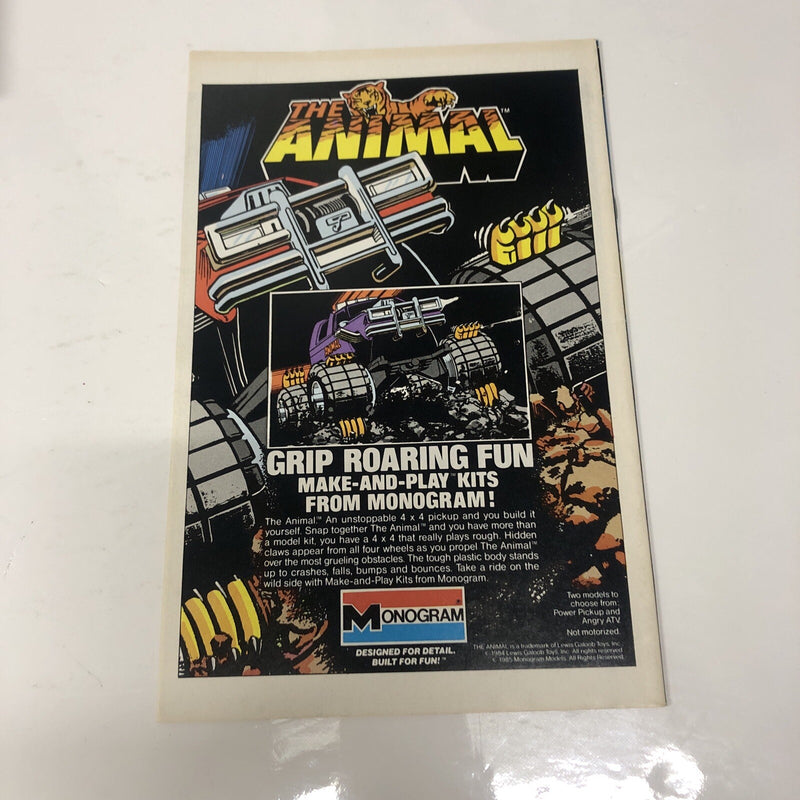 THE
ANIMAL™
ANIMAL
GRIP ROARING FUN
MAKE-AND-PLAY™ KITS
FROM MONOGRAM!
The Animal.™ An unstoppable 4 x 4 pickup and you build it
yourself. Snap together The Animal™ and you have more than
a model kit, you have a 4 x 4 that really plays rough. Hidden
claws appear from all four wheels as you propel The Animal™
over the most grueling obstacles. The tough plastic body stands
up to crashes, falls, bumps and bounces. Take a ride on the
wild side with Make-and-Play Kits from Monogram.
MONOGRAM®
DESIGNED FOR DETAIL.
BUILT FOR FUN!™
Two models to
choose from:
Power Pickup and
Angry ATV.
Not motorized.
THE ANIMAL is a trademark of Lewis Galoob Toys, Inc.
© 1984 Lewis Galoob Toys, Inc. All rights reserved
© 1985 Monogram Models. All Rights Reserved.